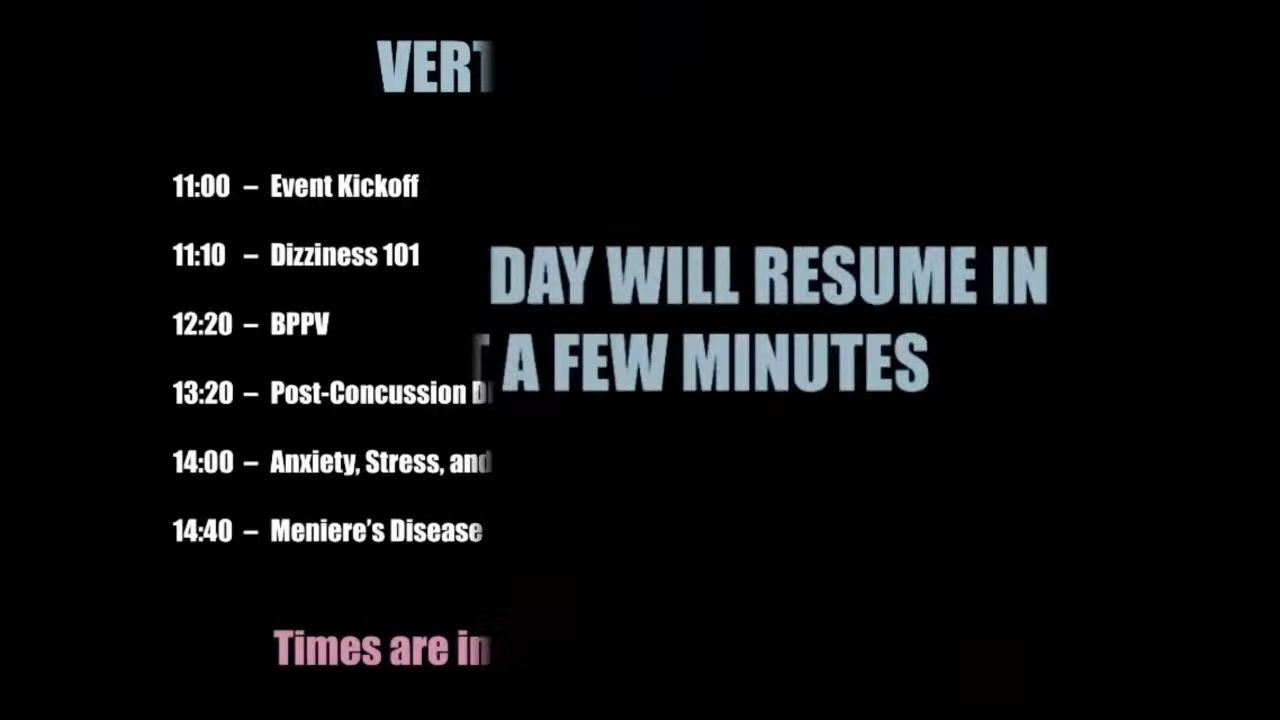 VERT
11:00 – Event Kickoff
11:10 – Dizziness 101
12:20 – BPPV
13:20 – Post-Concussion
14:00 – Anxiety, Stress, and
14:40 – Meniere’s Disease
Times are in
DAY WILL RESUME IN
A FEW MINUTES